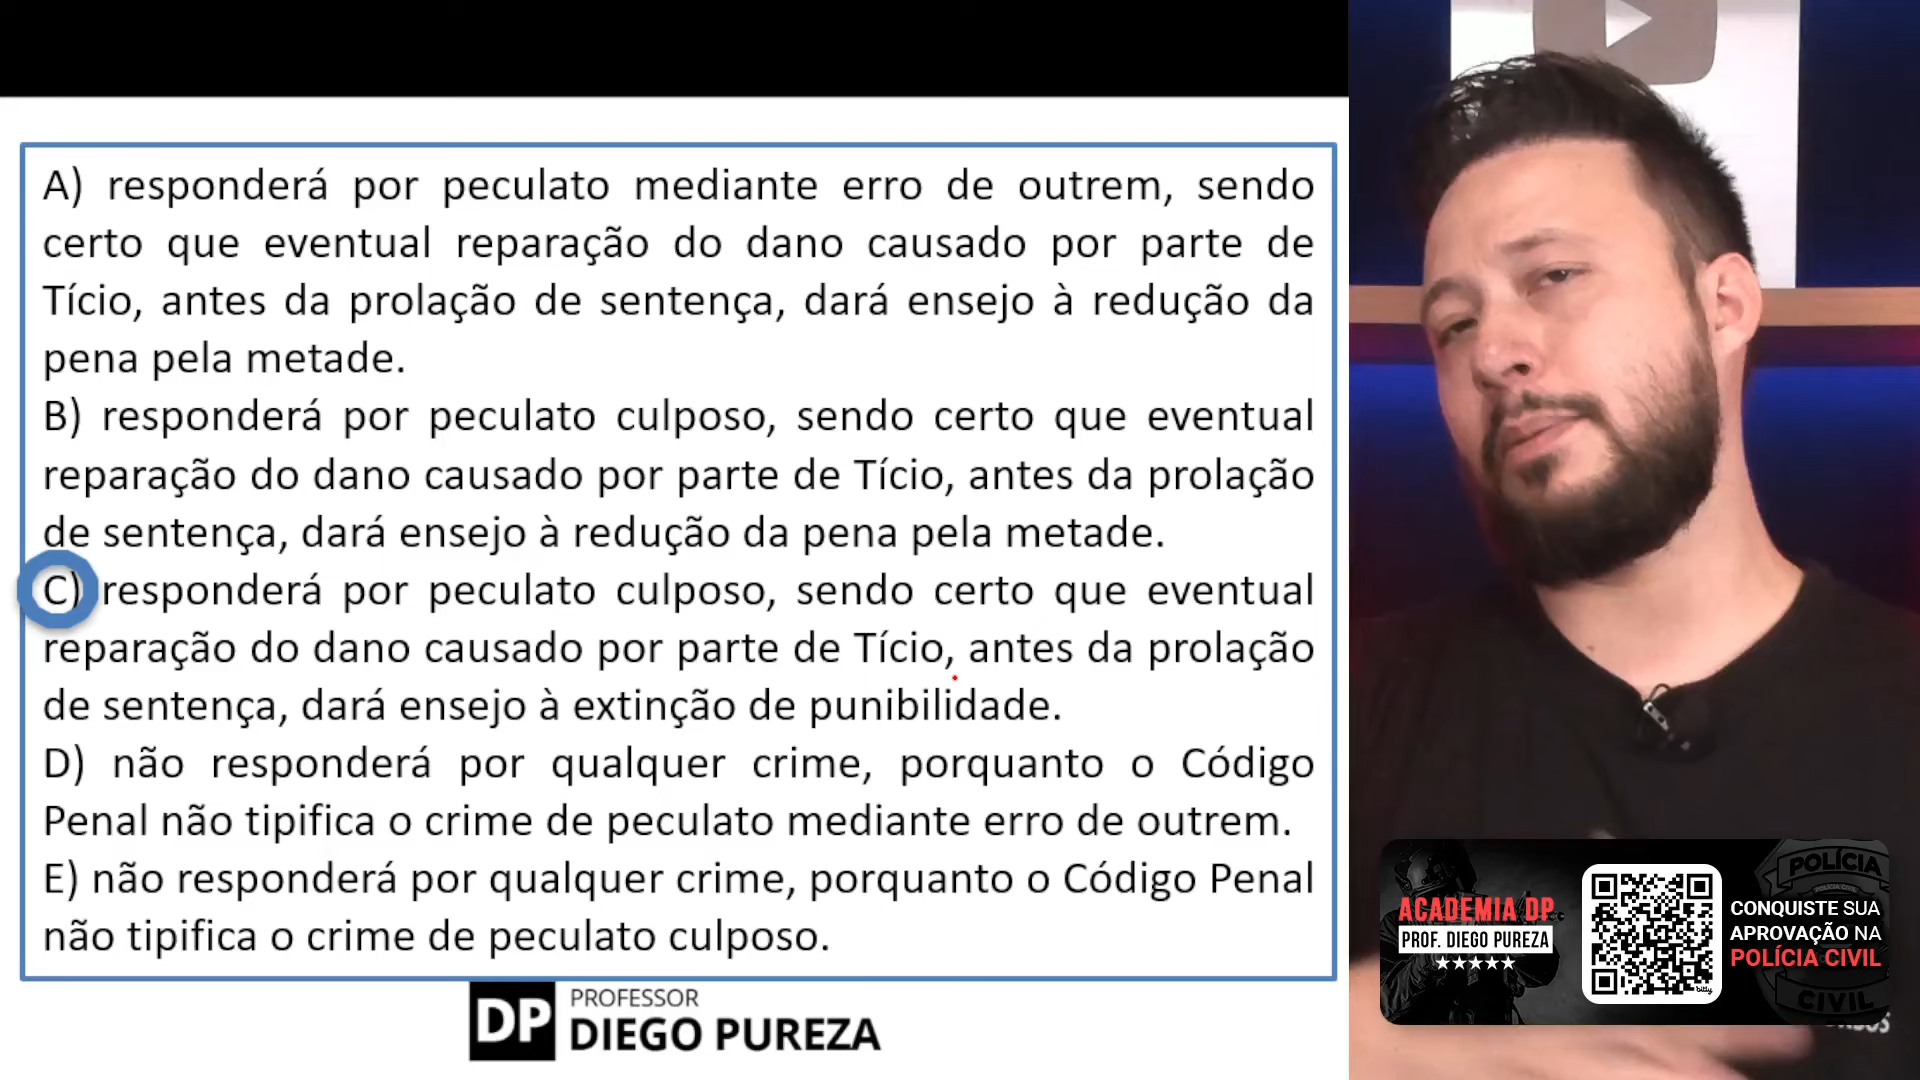 A) responderá por peculato mediante erro de outrem, sendo
certo que eventual reparação do dano causado por parte de
Tício, antes da prolação de sentença, dará ensejo à redução da
pena pela metade.
B) responderá por peculato culposo, sendo certo que eventual
reparação do dano causado por parte de Tício, antes da prolação
de sentença, dará ensejo à redução da pena pela metade.
C) responderá por peculato culposo, sendo certo que eventual
reparação do dano causado por parte de Tício, antes da prolação
de sentença, dará ensejo à extinção de punibilidade.
D) não responderá por qualquer crime, porquanto o Código
Penal não tipifica o crime de peculato mediante erro de outrem.
E) não responderá por qualquer crime, porquanto o Código Penal
não tipifica o crime de peculato culposo.
DP PROFESSOR
DIEGO PUREZA
ACADEMIA DP
PROF. DIEGO PUREZA
bitly
CONQUISTE SUA
APROVAÇÃO NA
POLÍCIA CIVIL
POLÍCIA
POLÍCIA CIVIL
CIVIL